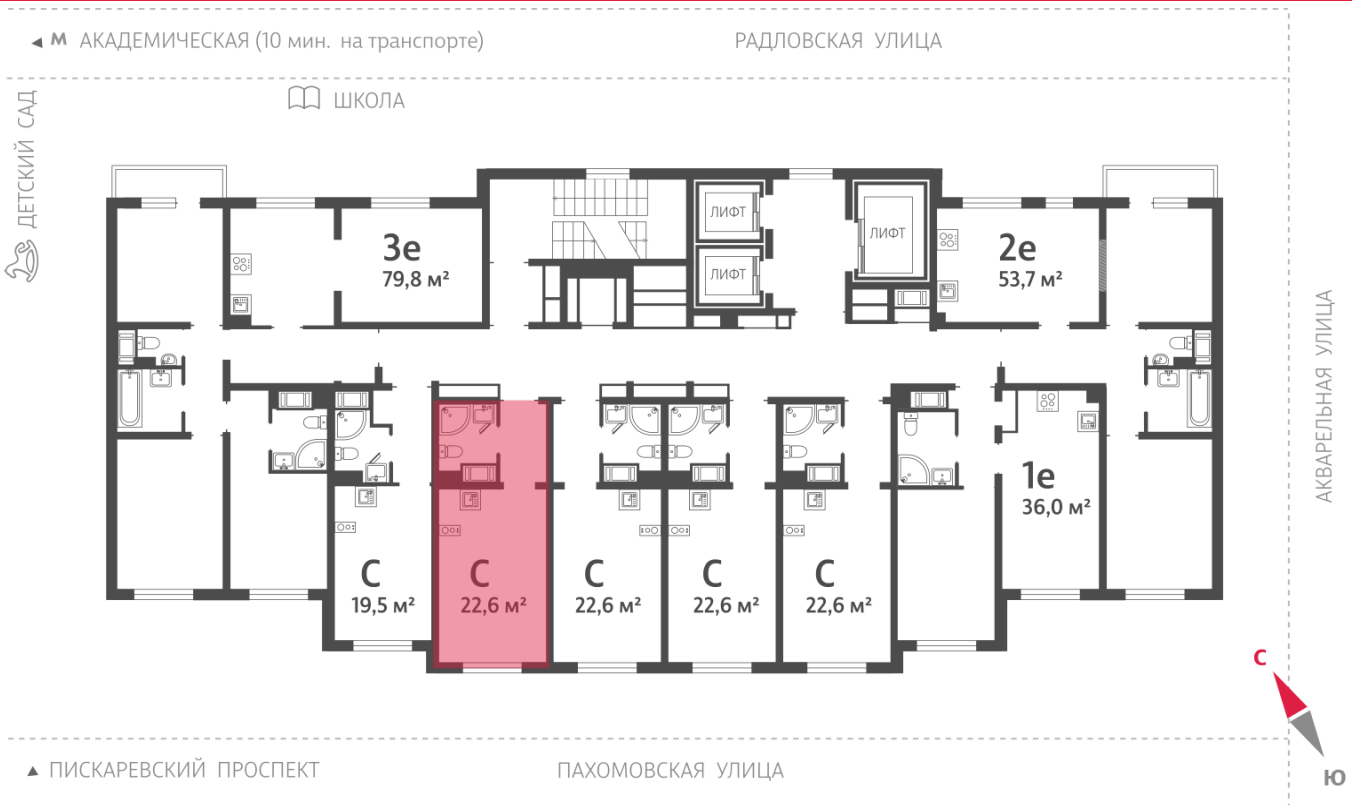 М АКАДЕМИЧЕСКАЯ (10 мин. на транспорте)
РАДЛОВСКАЯ УЛИЦА
ШКОЛА
ДЕТСКИЙ САД
3е
79,8 м²
ЛИФТ
ЛИФТ
ЛИФТ
2е
53,7 м²
АКВАРЕЛЬНАЯ УЛИЦА
1е
36,0 м²
С
19,5 м²
С
22,6 м²
С
22,6 м²
С
22,6 м²
С
22,6 м²
С
Ю
ПИСКАРЕВСКИЙ ПРОСПЕКТ
ПАХОМОВСКАЯ УЛИЦА